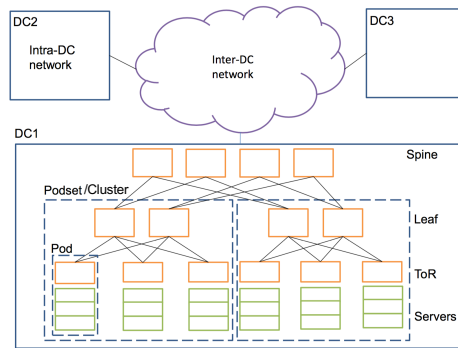 DC2
DC3
Intra-DC
network
Inter-DC
network
DC1
Spine
Podset/Cluster
Leaf
Pod
ToR
Servers